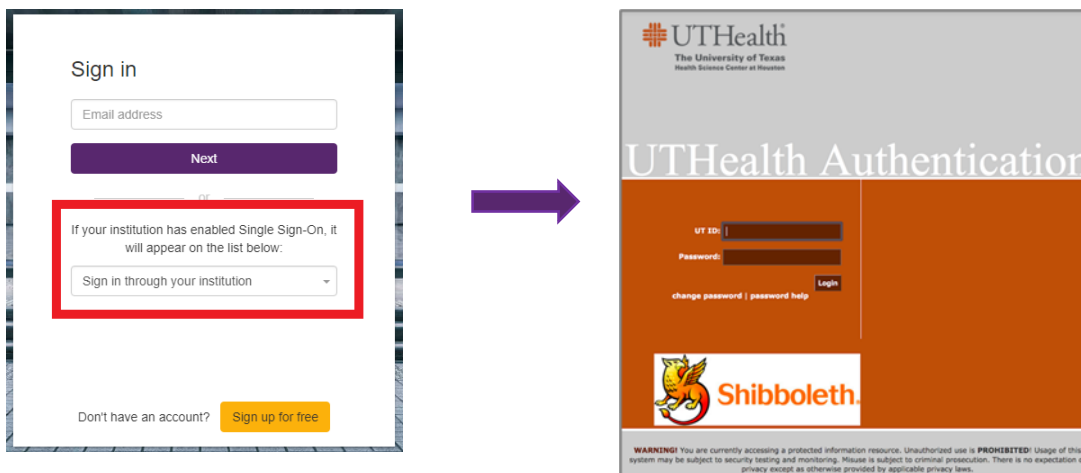 Sign in
Email address
Next
or
If your institution has enabled Single Sign-On, it
will appear on the list below:
Sign in through your institution
Don't have an account?
Sign up for free
UTHealth
The University of Texas
Health Science Center at Houston
UTHealth Authentication
UT ID:
Password:
Login
change password | password help
Shibboleth.
WARNING! You are currently accessing a protected information resource. Unauthorized use is PROHIBITED! Usage of this
system may be subject to security testing and monitoring. Misuse is subject to criminal prosecution. There is no expectation
privacy except as otherwise provided by applicable privacy laws.